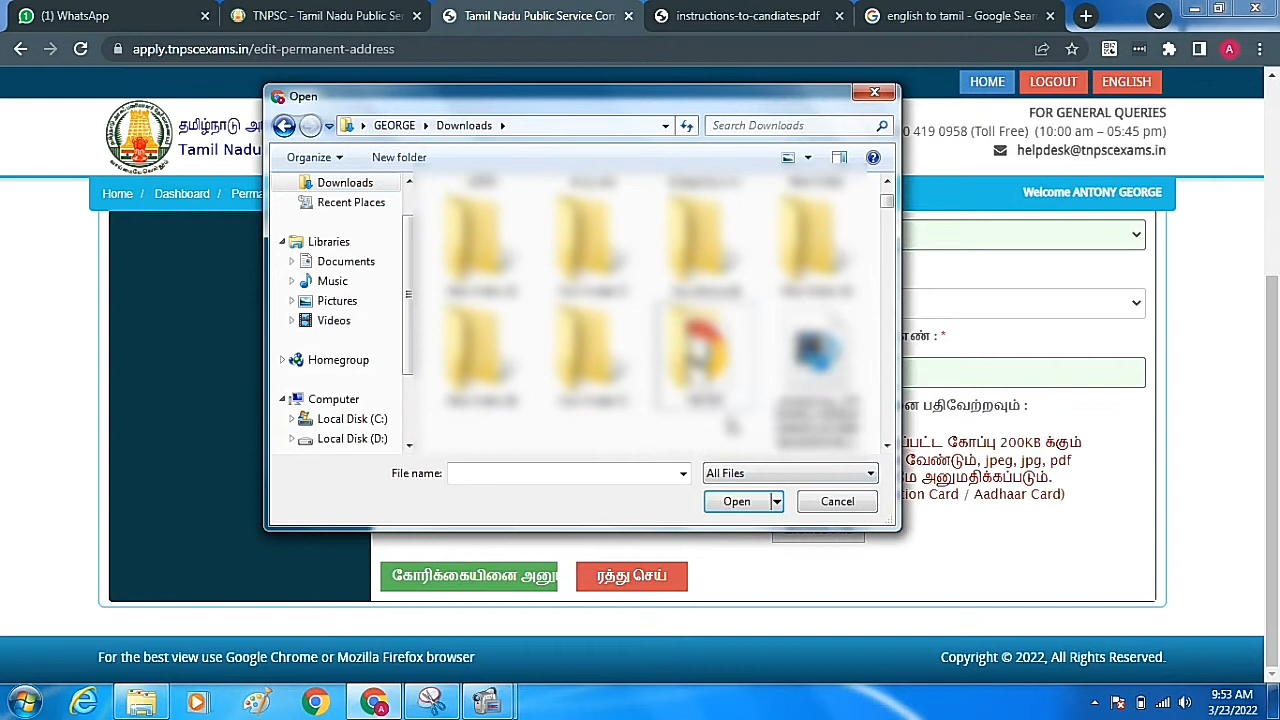 (1) WhatsApp
TNPSC - Tamil Nadu Public Se
Tamil Nadu Public Service Con
instructions-to-candiates.pdf
english to tamil - Google Sear
apply.tnpscexams.in/edit-permanent-address
A
HOME
LOGOUT
ENGLISH
தமிழ்நாடு அ
Tamil Nadu
FOR GENERAL QUERIES
0 419 0958 (Toll Free) (10:00 am – 05:45 pm)
helpdesk@tnpscexams.in
Home / Dashboard / Perma
Welcome ANTONY GEORGE
Open
GEORGE
Downloads
Search Downloads
Organize
New folder
Downloads
Recent Places
Libraries
Documents
Music
Pictures
Videos
Homegroup
Computer
Local Disk (C:)
Local Disk (D:)
File name:
All Files
Open
Cancel
ண் : *
ன பதிவேற்றவும் :
ப்பட்ட கோப்பு 200KB க்கும்
வேண்டும், jpeg, jpg, pdf
மே அனுமதிக்கப்படும்.
tion Card / Aadhaar Card)
கோரிக்கையினை அனு
ரத்து செய்
For the best view use Google Chrome or Mozilla Firefox browser
Copyright © 2022, All Rights Reserved.
9:53 AM
3/23/2022